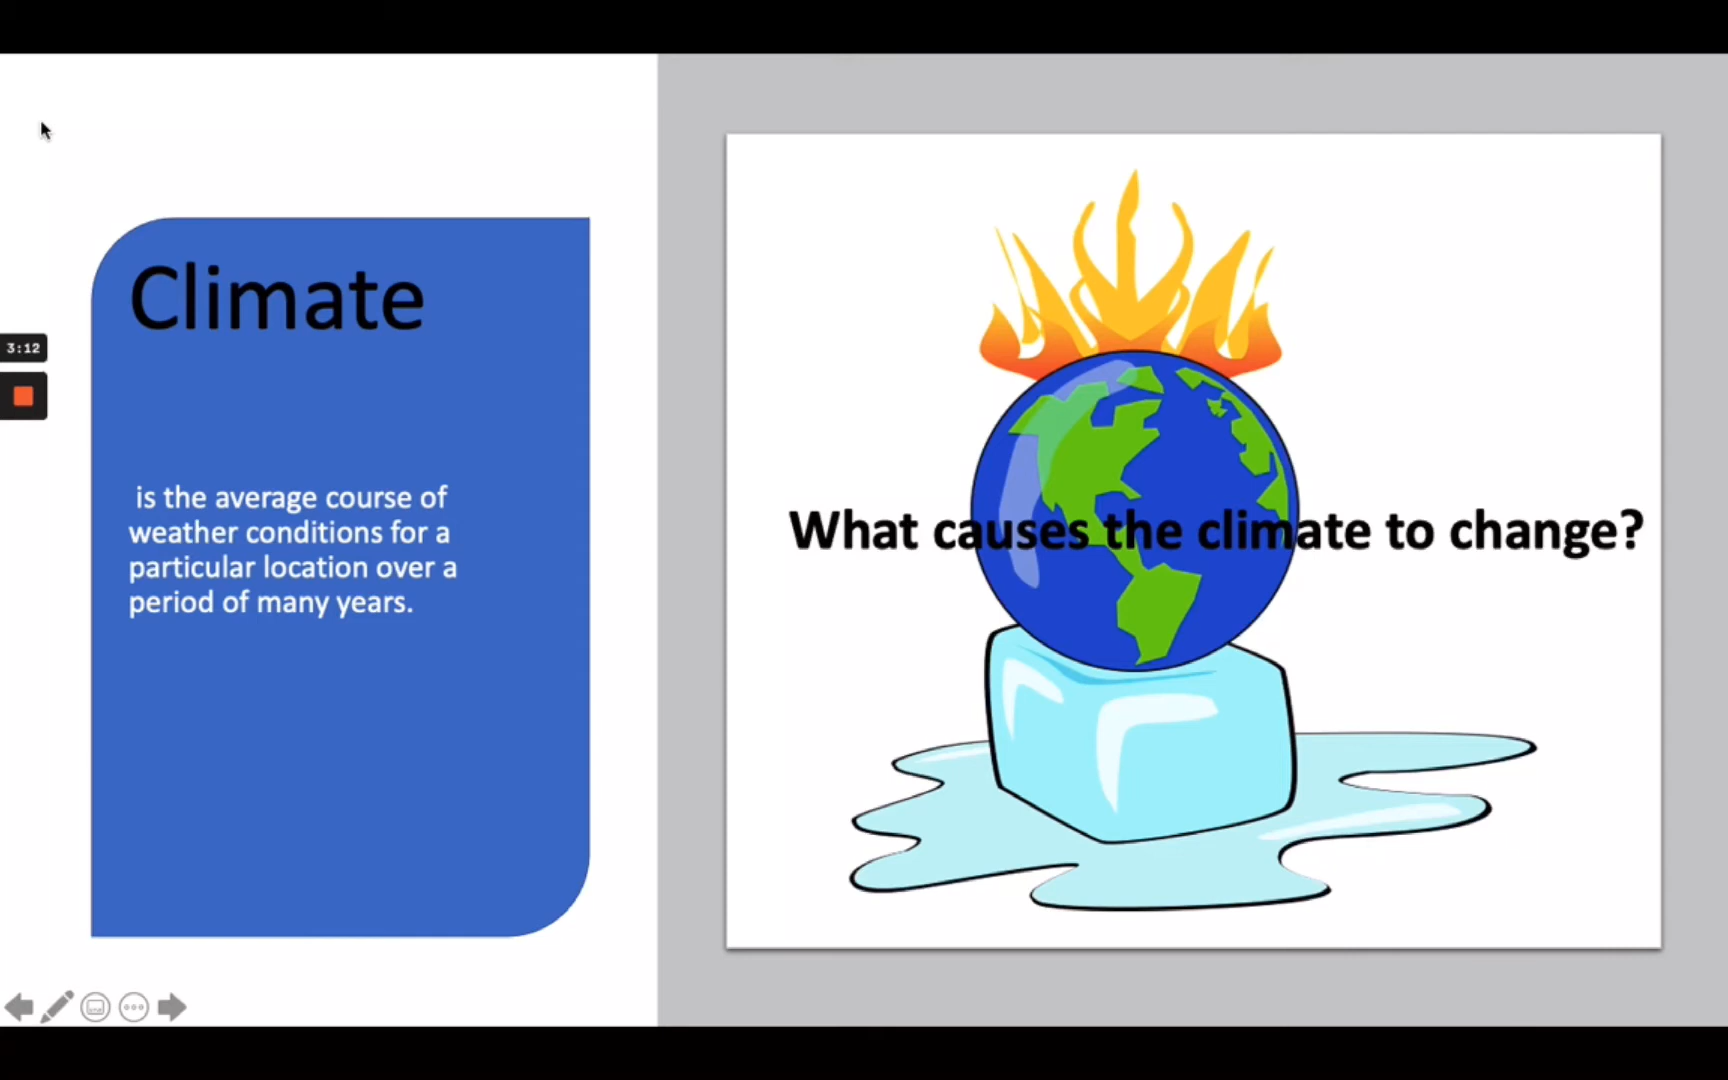 Climate
3:12
is the average course of
weather conditions for a
particular location over a
period of many years.
What causes the climate to change?